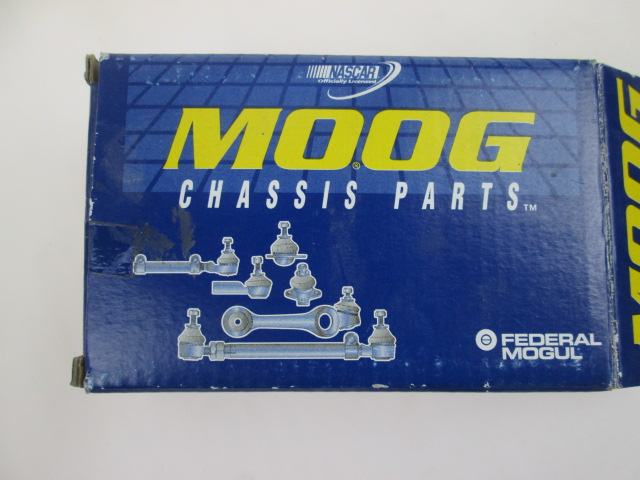 NASCAR
Officially Licensed
MOOG®
CHASSIS PARTS™
FEDERAL
MOGUL®
MOOG